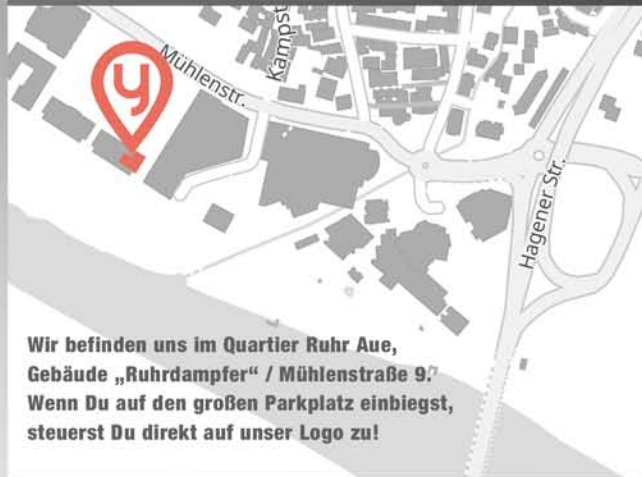 Kampst
Mühlenstr.
y
Hagener Str.
Wir befinden uns im Quartier Ruhr Aue,
Gebäude „Ruhrdampfer“ / Mühlenstraße 9.
Wenn Du auf den großen Parkplatz einbiegst,
steuerst Du direkt auf unser Logo zu!